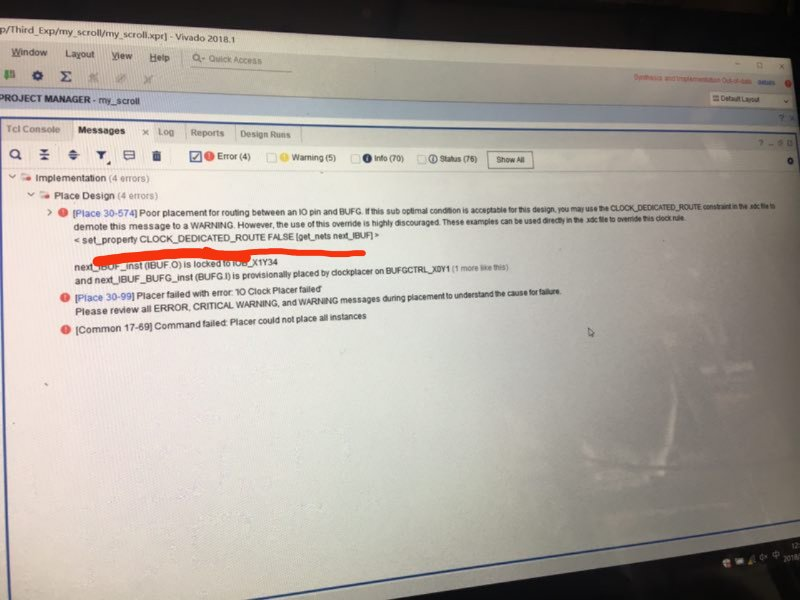 p/Third_Exp/my_scroll/my_scroll.xpr] - Vivado 2018.1
Window Layout View Help Quick Access
Synthesis and Implementation Out-of-date details
PROJECT MANAGER - my_scroll
Default Layout
Tcl Console Messages Log Reports Design Runs
Error (4) Warning (5) Info (70) Status (76) Show All
Implementation (4 errors)
Place Design (4 errors)
[Place 30-574] Poor placement for routing between an IO pin and BUFG. If this sub optimal condition is acceptable for this design, you may use the CLOCK_DEDICATED_ROUTE constraint in the .xdc file to
demote this message to a WARNING. However, the use of this override is highly discouraged. These examples can be used directly in the .xdc file to override this clock rule.
< set_property CLOCK_DEDICATED_ROUTE FALSE [get_nets next_IBUF] >
next_IBUF_inst (IBUF.O) is locked to IOB_X1Y34
and next_IBUF_BUFG_inst (BUFG.I) is provisionally placed by clockplacer on BUFGCTRL_X0Y1 (1 more like this)
[Place 30-99] Placer failed with error: 'IO Clock Placer failed'
Please review all ERROR, CRITICAL WARNING, and WARNING messages during placement to understand the cause for failure.
[Common 17-69] Command failed: Placer could not place all instances
中